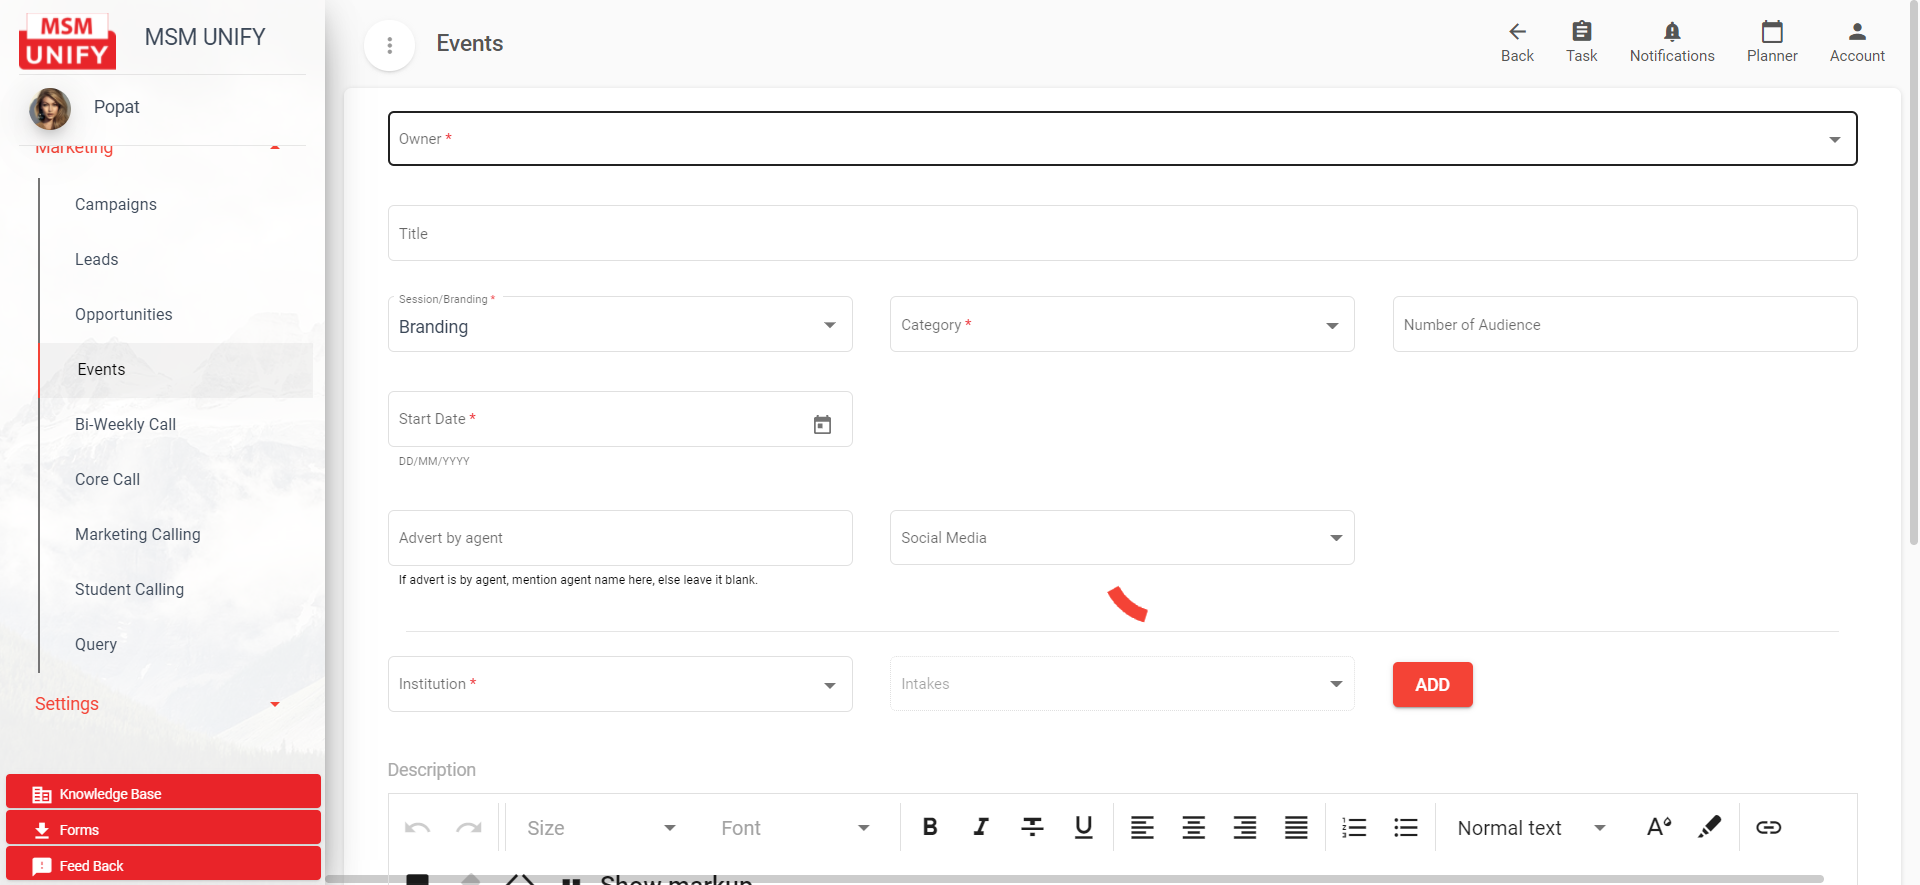 MSM
UNIFY
MSM UNIFY
Popat
Marketing
Campaigns
Leads
Opportunities
Events
Bi-Weekly Call
Core Call
Marketing Calling
Student Calling
Query
Settings
Knowledge Base
Forms
Feed Back
Events
Back
Task
Notifications
Planner
Account
Owner *
Title
Session/Branding *
Branding
Category *
Number of Audience
Start Date *
DD/MM/YYYY
Advert by agent
If advert is by agent, mention agent name here, else leave it blank.
Social Media
Institution *
Intakes
ADD
Description
Size
Font
Normal text
Show markup